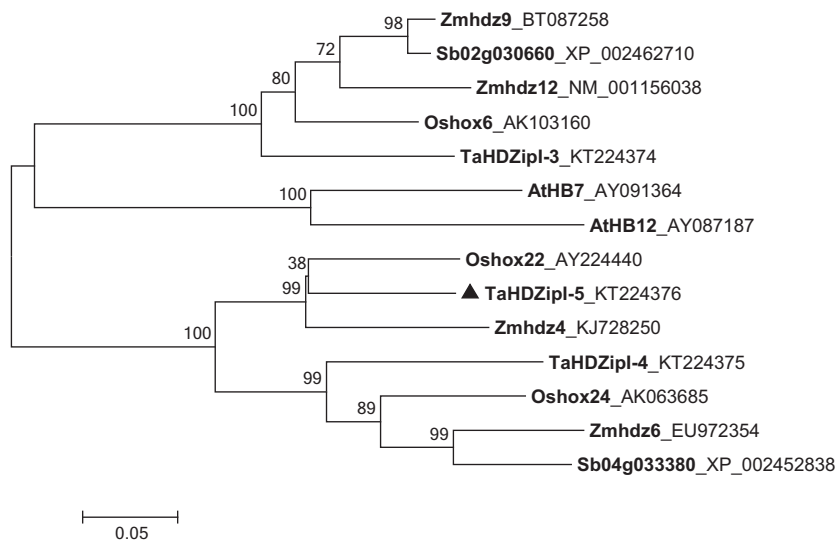 98 Zmhdz9_BT087258
Sb02g030660_XP_002462710
72
Zmhdz12_NM_001156038
80
Oshox6_AK103160
100
TaHDZipI-3_KT224374
100 AtHB7_AY091364
AtHB12_AY087187
38 Oshox22_AY224440
99 TaHDZipI-5_KT224376
Zmhdz4_KJ728250
100
TaHDZipI-4_KT224375
99
Oshox24_AK063685
89
99 Zmhdz6_EU972354
Sb04g033380_XP_002452838
0.05